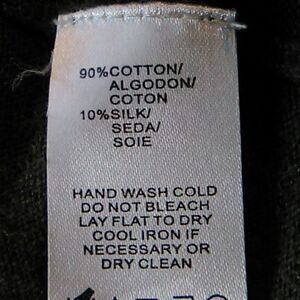 90%COTTON/
ALGODON/
COTON
10%SILK/
SEDA/
SOIE
HAND WASH COLD
DO NOT BLEACH
LAY FLAT TO DRY
COOL IRON IF
NECESSARY OR
DRY CLEAN